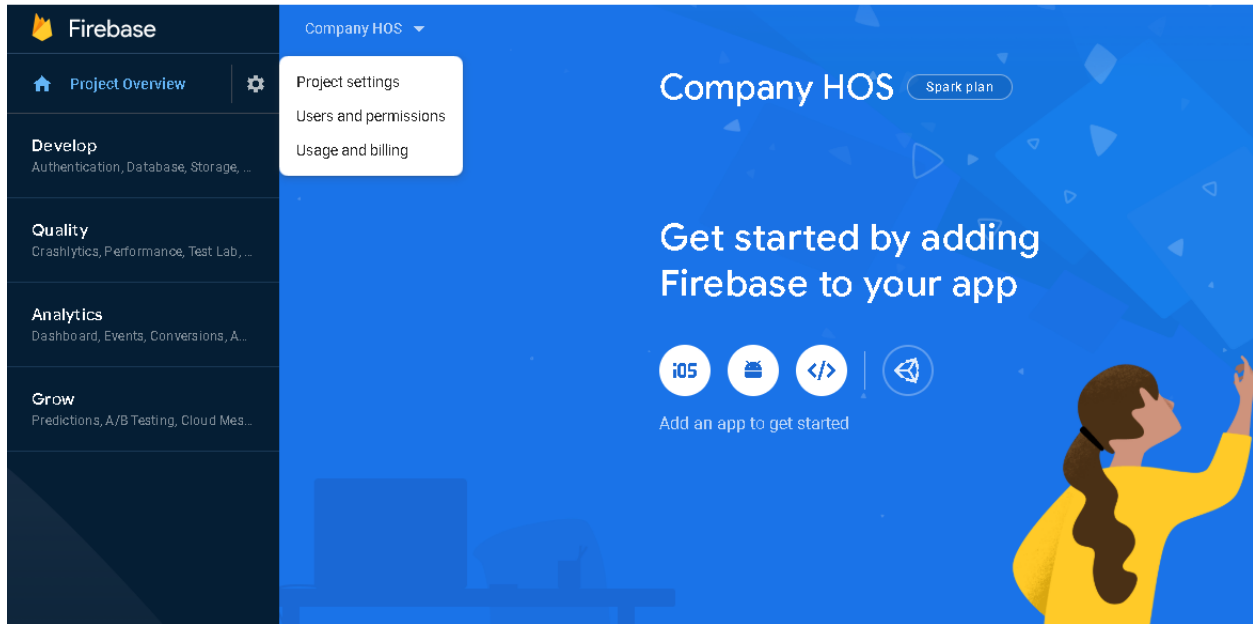 Firebase
Company HOS
Project Overview
Project settings
Users and permissions
Usage and billing
Develop
Authentication, Database, Storage, ...
Quality
Crashlytics, Performance, Test Lab, ...
Analytics
Dashboard, Events, Conversions, A...
Grow
Predictions, A/B Testing, Cloud Mes...
Company HOS
Spark plan
Get started by adding
Firebase to your app
iOS
</>
Add an app to get started